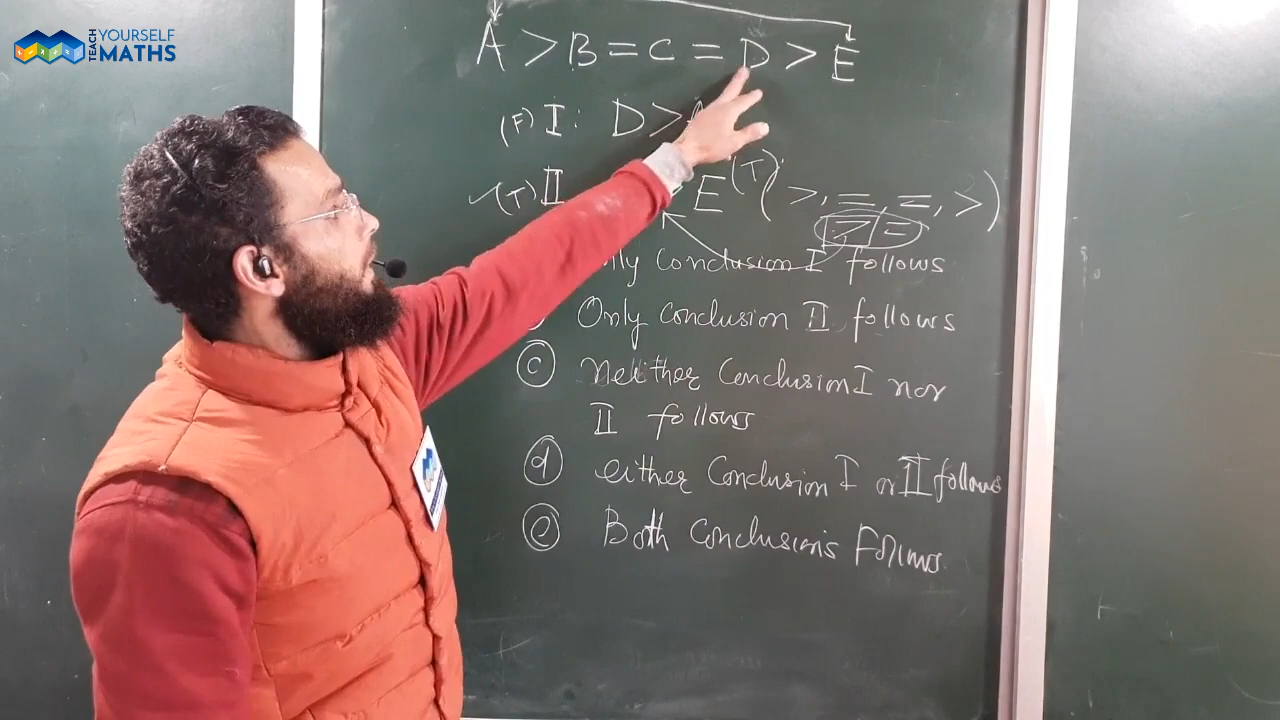 TEACH YOURSELF MATHS
A > B = C = D > E
(F) I : D >
(T) II E (T) ( >, =, =, > )
> =
nly Conclusion I follows
Only conclusion II follows
(c) neither Conclusion I nor
II follows
(d) either Conclusion I or II follows
(e) Both Conclusions Follows